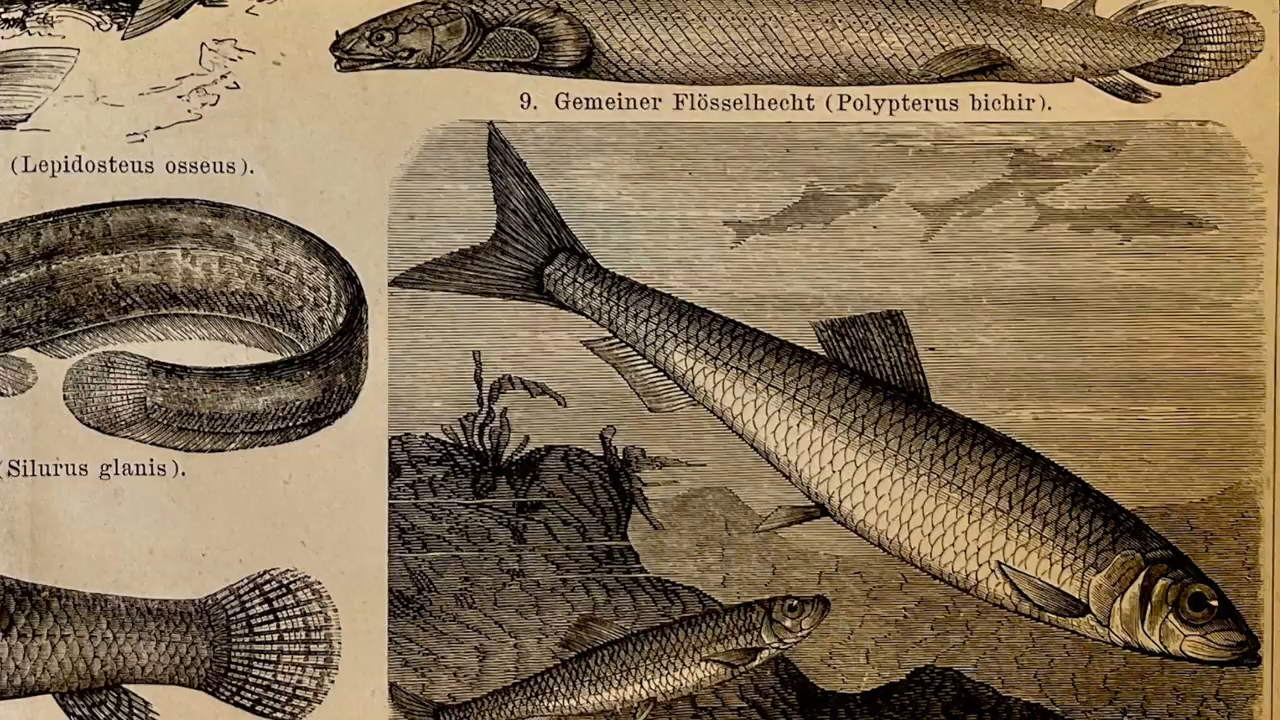 9. Gemeiner Flösselhecht (Polypterus bichir).
(Lepidosteus osseus).
(Silurus glanis).